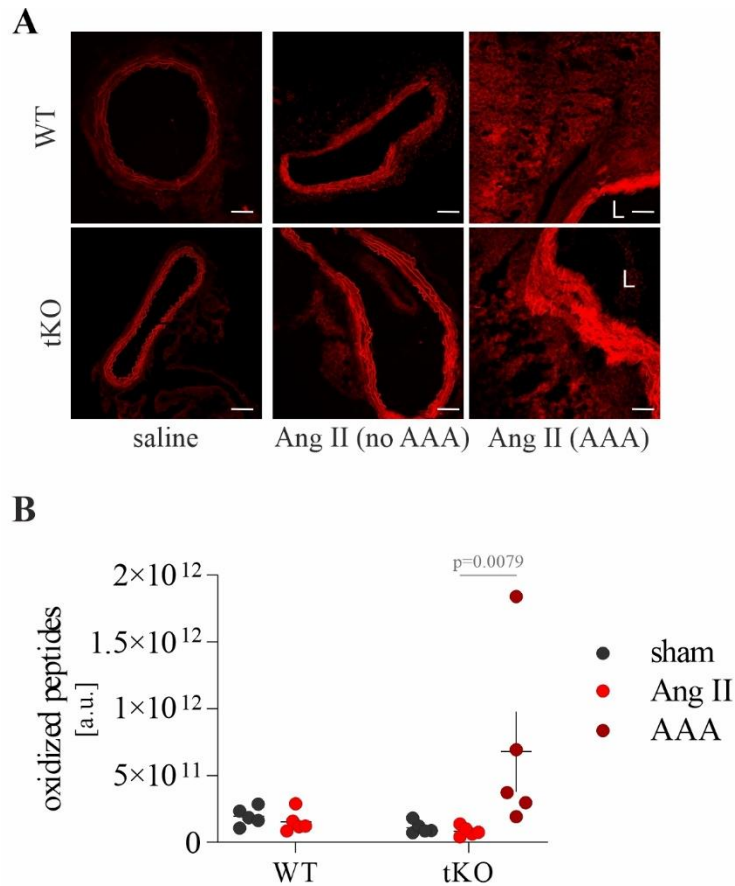 A
WT
L
tKO
L
saline
Ang II (no AAA)
Ang II (AAA)
B
p=0.0079
oxidized peptides
[a.u.]
2×10¹²
1.5×10¹²
1×10¹²
5×10¹¹
0
WT
tKO
sham
Ang II
AAA